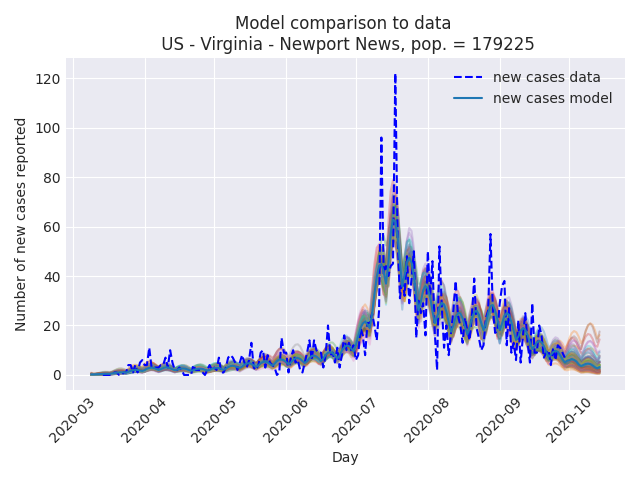 Model comparison to data
US - Virginia - Newport News, pop. = 179225
new cases data
new cases model
Number of new cases reported
120
100
80
60
40
20
0
2020-03
2020-04
2020-05
2020-06
2020-07
2020-08
2020-09
2020-10
Day